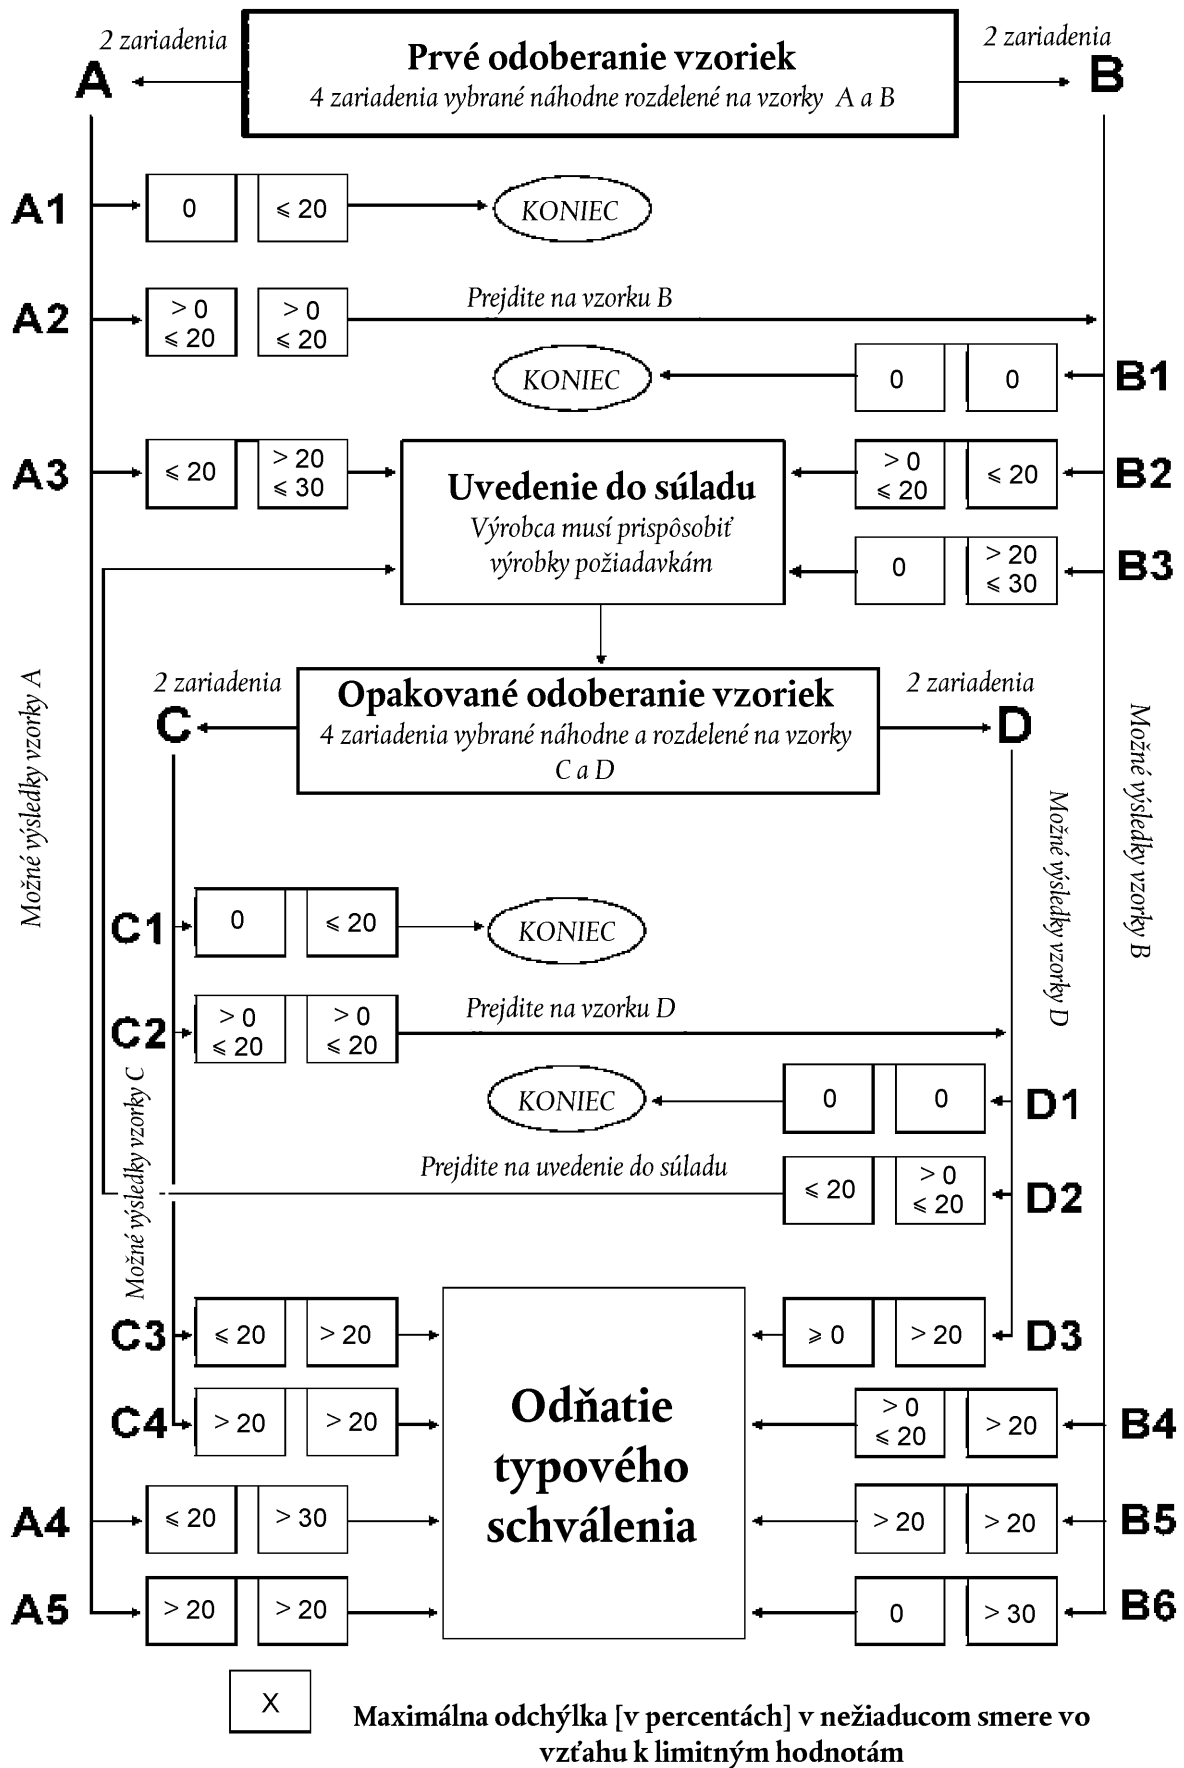 2 zariadenia
Prvé odoberanie vzoriek
2 zariadenia
A
4 zariadenia vybrané náhodne rozdelené na vzorky A a B
B
A1
0
⩽ 20
KONIEC
A2
> 0
⩽ 20
> 0
⩽ 20
Prejdite na vzorku B
KONIEC
0
0
B1
A3
⩽ 20
> 20
⩽ 30
Uvedenie do súladu
Výrobca musí prispôsobiť
výrobky požiadavkám
> 0
⩽ 20
⩽ 20
B2
0
> 20
⩽ 30
B3
Možné výsledky vzorky A
2 zariadenia
C
Opakované odoberanie vzoriek
4 zariadenia vybrané náhodne a rozdelené na vzorky
C a D
2 zariadenia
D
Možné výsledky vzorky D
Možné výsledky vzorky B
C1
0
⩽ 20
KONIEC
C2
> 0
⩽ 20
> 0
⩽ 20
Prejdite na vzorku D
Možné výsledky vzorky C
KONIEC
0
0
D1
Prejdite na uvedenie do súladu
⩽ 20
> 0
⩽ 20
D2
C3
⩽ 20
> 20
Odňatie
typového
schválenia
⩾ 0
> 20
D3
C4
> 20
> 20
> 0
⩽ 20
> 20
B4
A4
⩽ 20
> 30
> 20
> 20
B5
A5
> 20
> 20
0
> 30
B6
X
Maximálna odchýlka [v percentách] v nežiaducom smere vo
vzťahu k limitným hodnotám